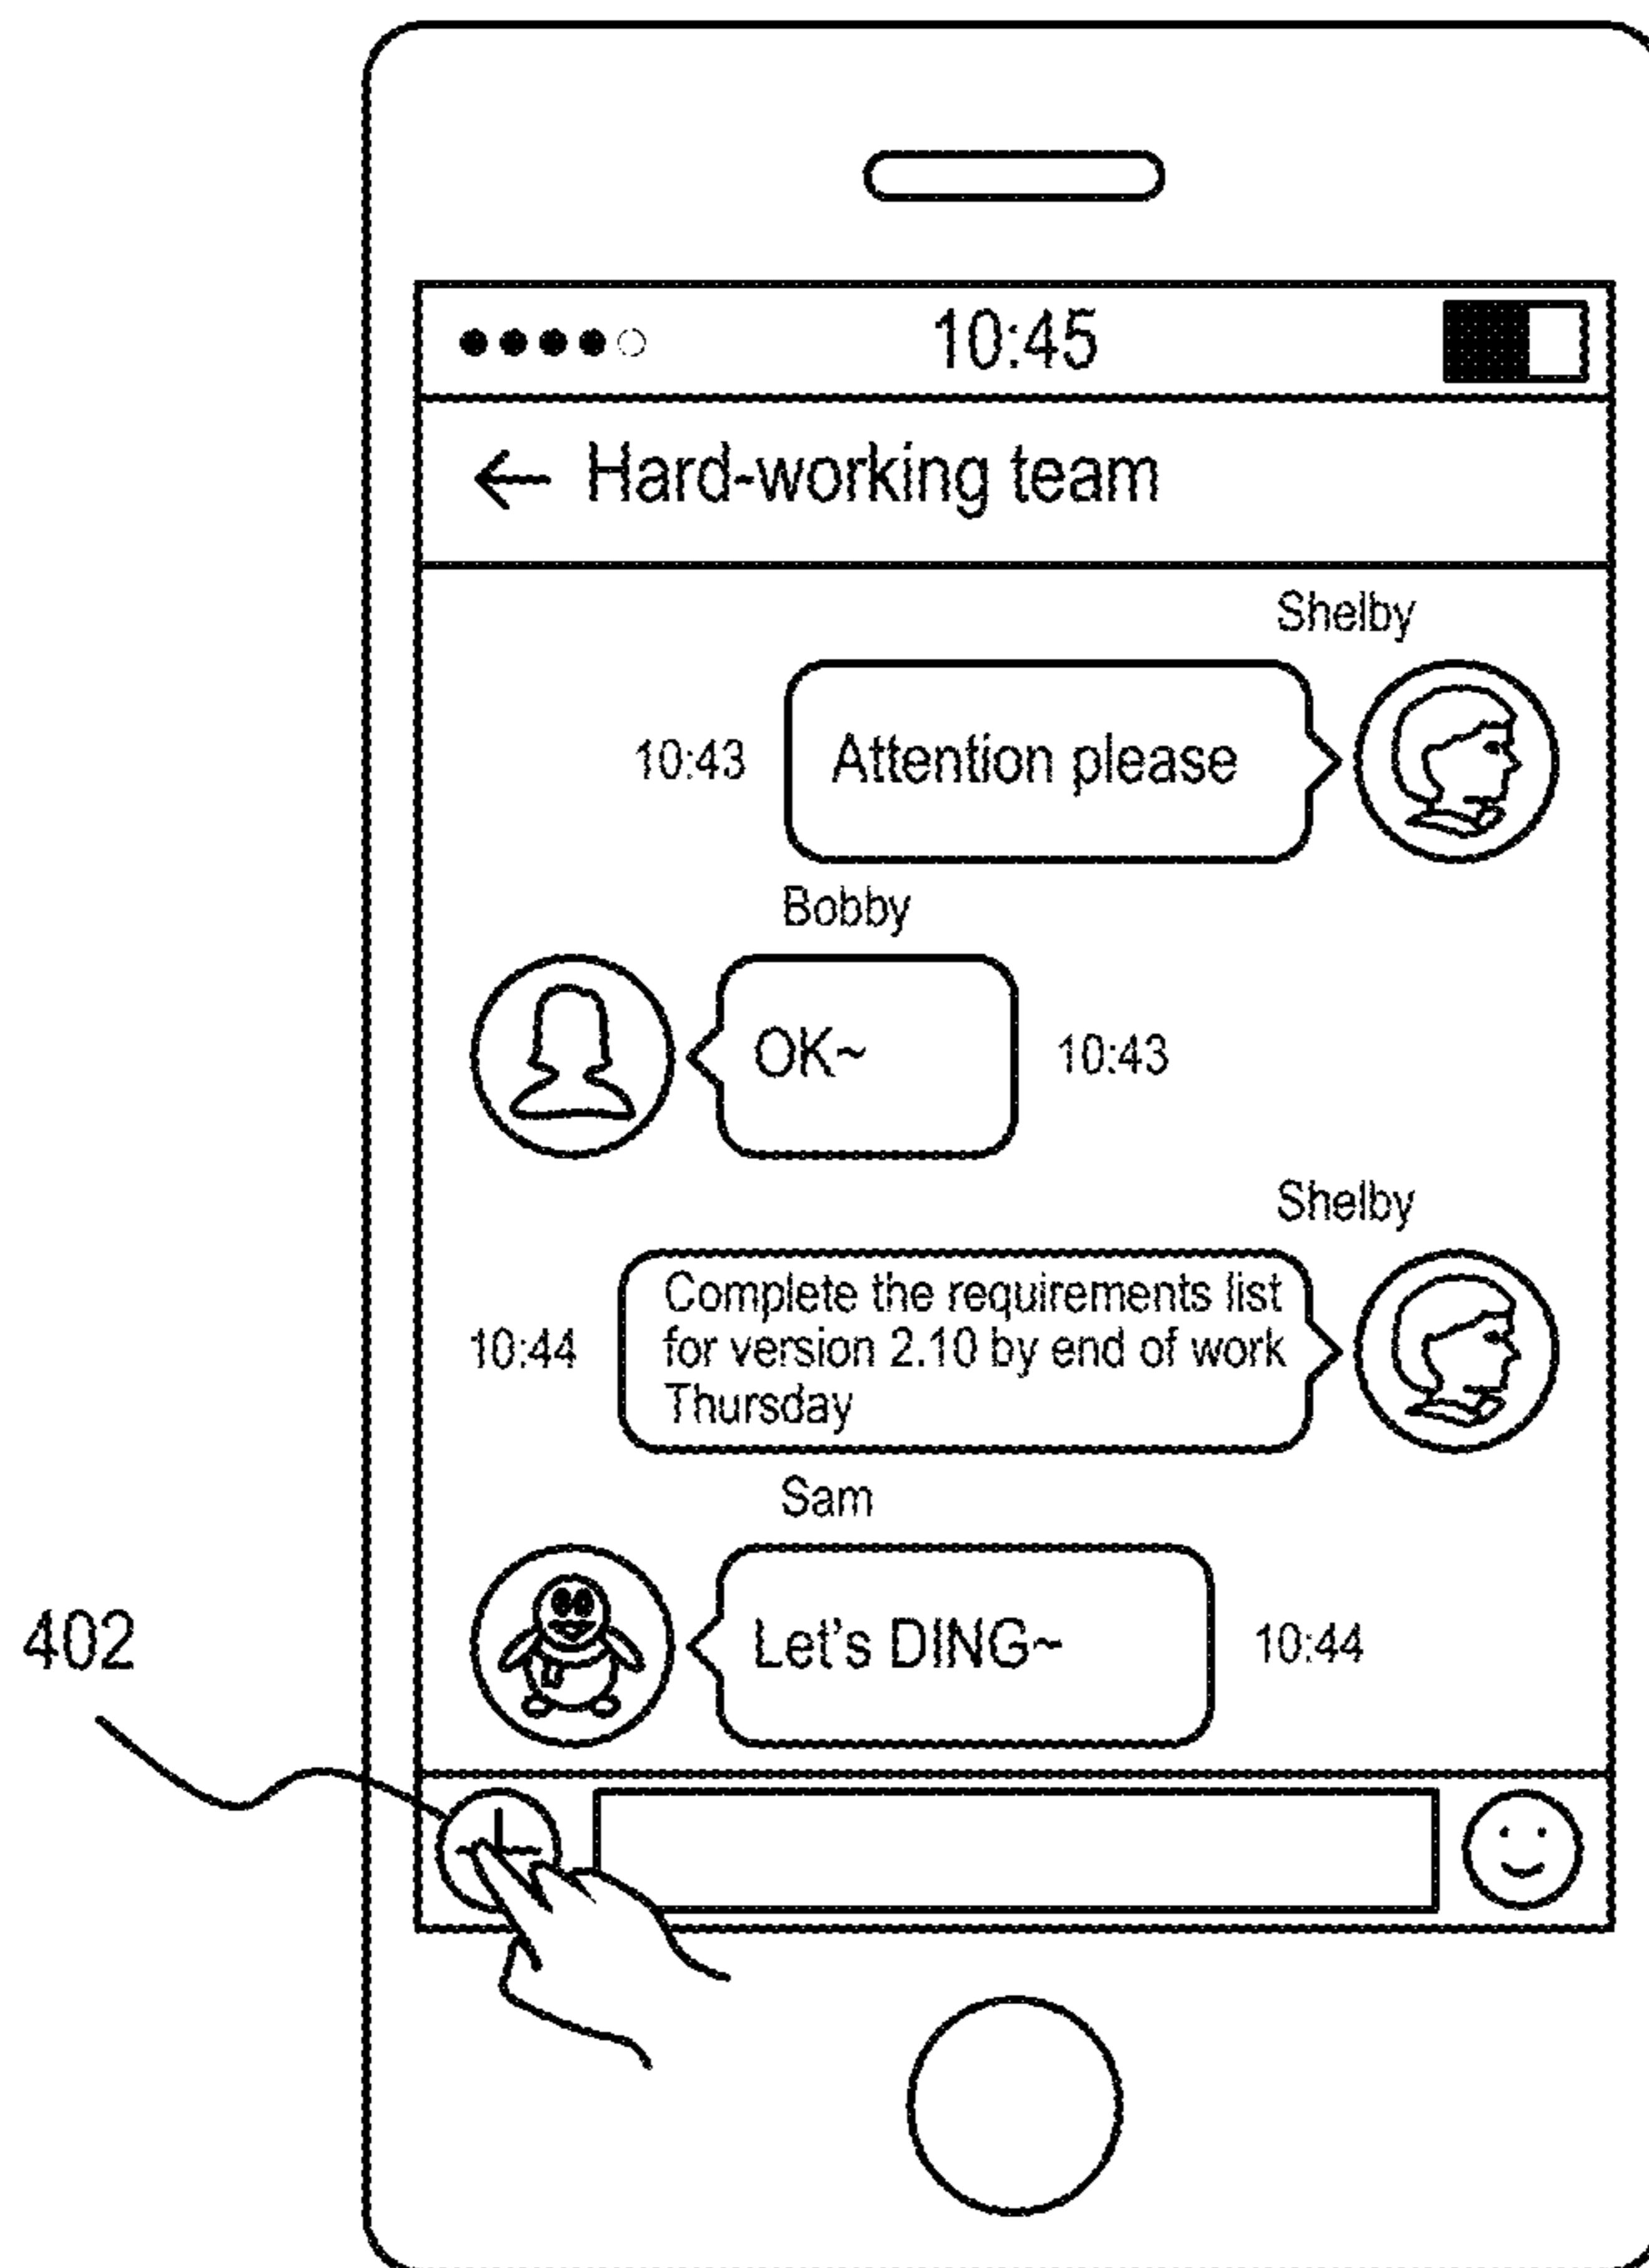 10:45
← Hard-working team
Shelby
10:43 Attention please
Bobby
OK~ 10:43
Shelby
Complete the requirements list
10:44 for version 2.10 by end of work
Thursday
Sam
402 Let's DING~ 10:44